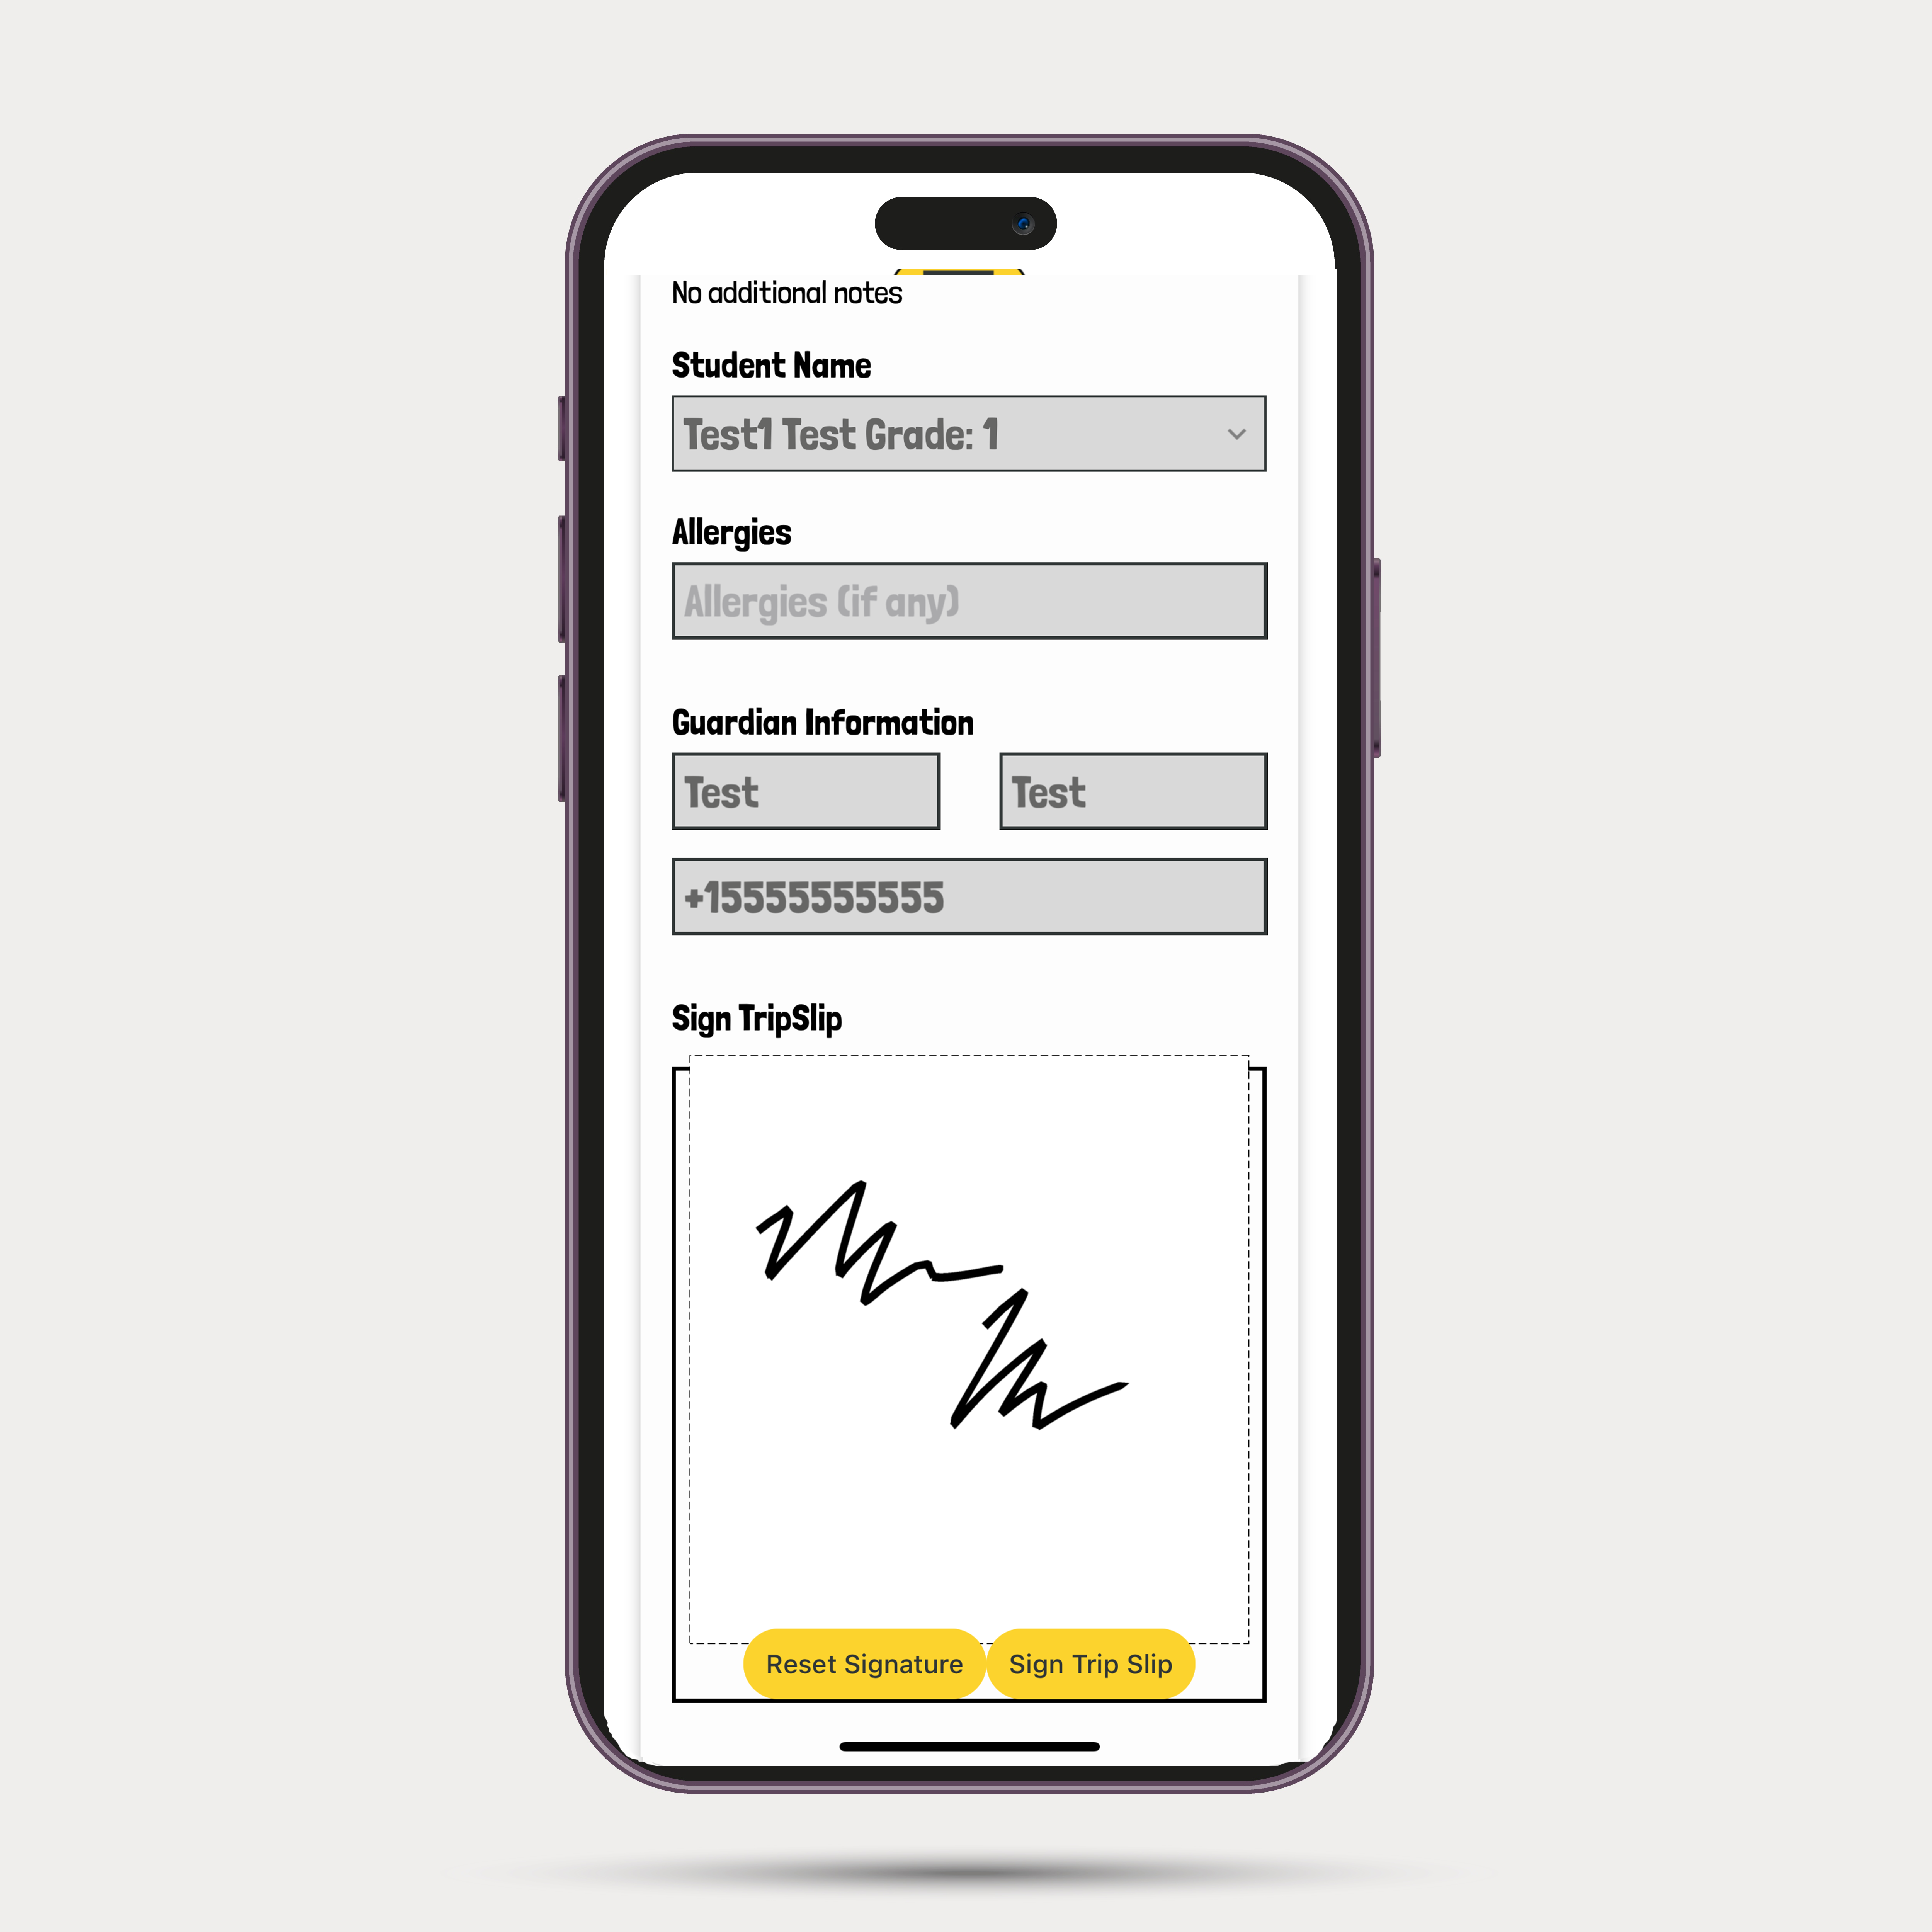 No additional notes
Student Name
Test1 Test Grade: 1
Allergies
Allergies (if any)
Guardian Information
Test Test
+15555555555
Sign TripSlip
Reset Signature Sign Trip Slip